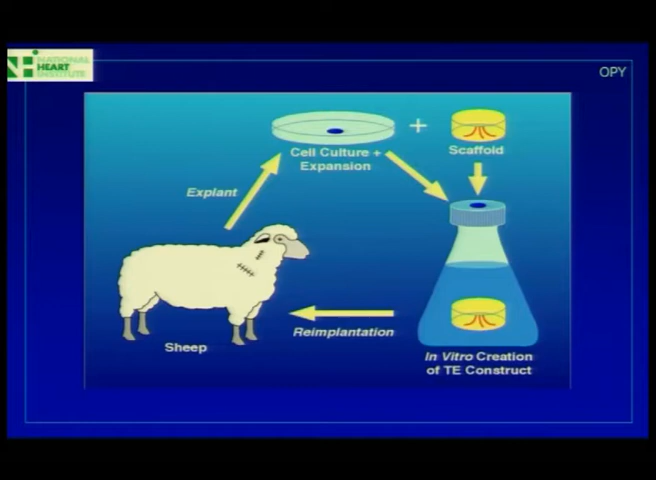 NATIONAL
HEART
INSTITUTE
OPY
Cell Culture +
Expansion
+
Scaffold
Explant
Sheep
Reimplantation
In Vitro Creation
of TE Construct